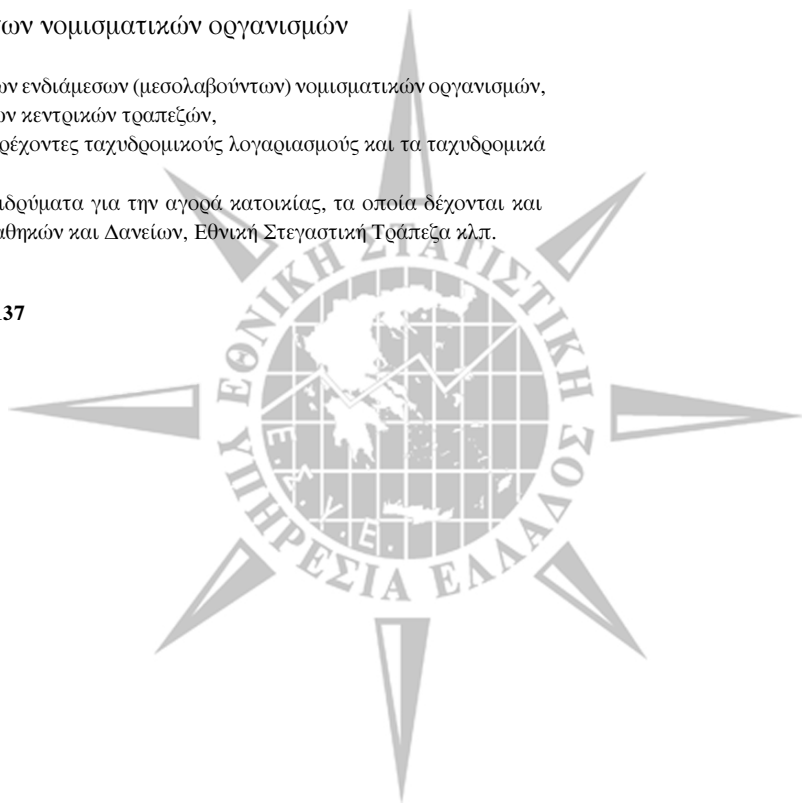 ων νομισματικών οργανισμών
ων ενδιάμεσων (μεσολαβούντων) νομισματικών οργανισμών,
ων κεντρικών τραπεζών,
ρέχοντες ταχυδρομικούς λογαριασμούς και τα ταχυδρομικά
ιδρύματα για την αγορά κατοικίας, τα οποία δέχονται και
αθηκών και Δανείων, Εθνική Στεγαστική Τράπεζα κλπ.
37
ΕΘΝΙΚΗ ΣΤΑΤΙΣΤΙΚΗ
ΥΠΗΡΕΣΙΑ ΕΛΛΑΔΟΣ
Ε.Σ.Υ.Ε.